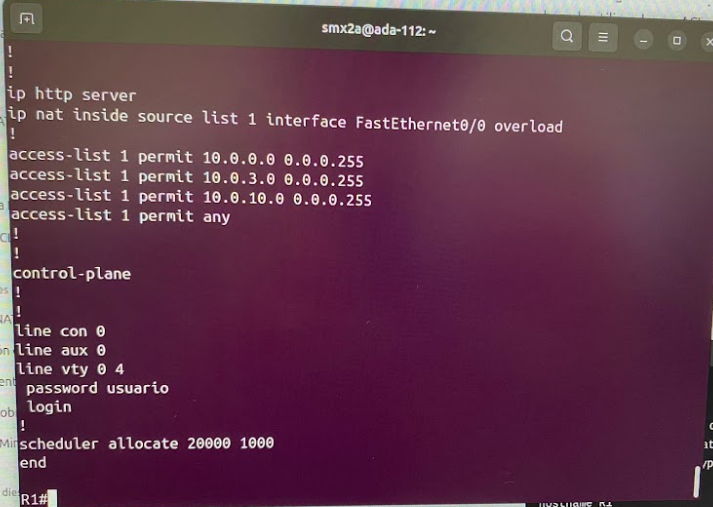 smx2a@ada-112: ~
!
!
ip http server
ip nat inside source list 1 interface FastEthernet0/0 overload
!
access-list 1 permit 10.0.0.0 0.0.0.255
access-list 1 permit 10.0.3.0 0.0.0.255
access-list 1 permit 10.0.10.0 0.0.0.255
access-list 1 permit any
!
!
control-plane
!
!
line con 0
line aux 0
line vty 0 4
 password usuario
 login
!
scheduler allocate 20000 1000
end
R1#
hostname R1